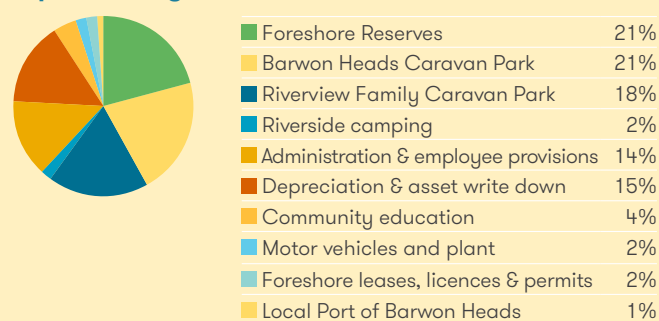 Foreshore Reserves 21%
Barwon Heads Caravan Park 21%
Riverview Family Caravan Park 18%
Riverside camping 2%
Administration & employee provisions 14%
Depreciation & asset write down 15%
Community education 4%
Motor vehicles and plant 2%
Foreshore leases, licences & permits 2%
Local Port of Barwon Heads 1%